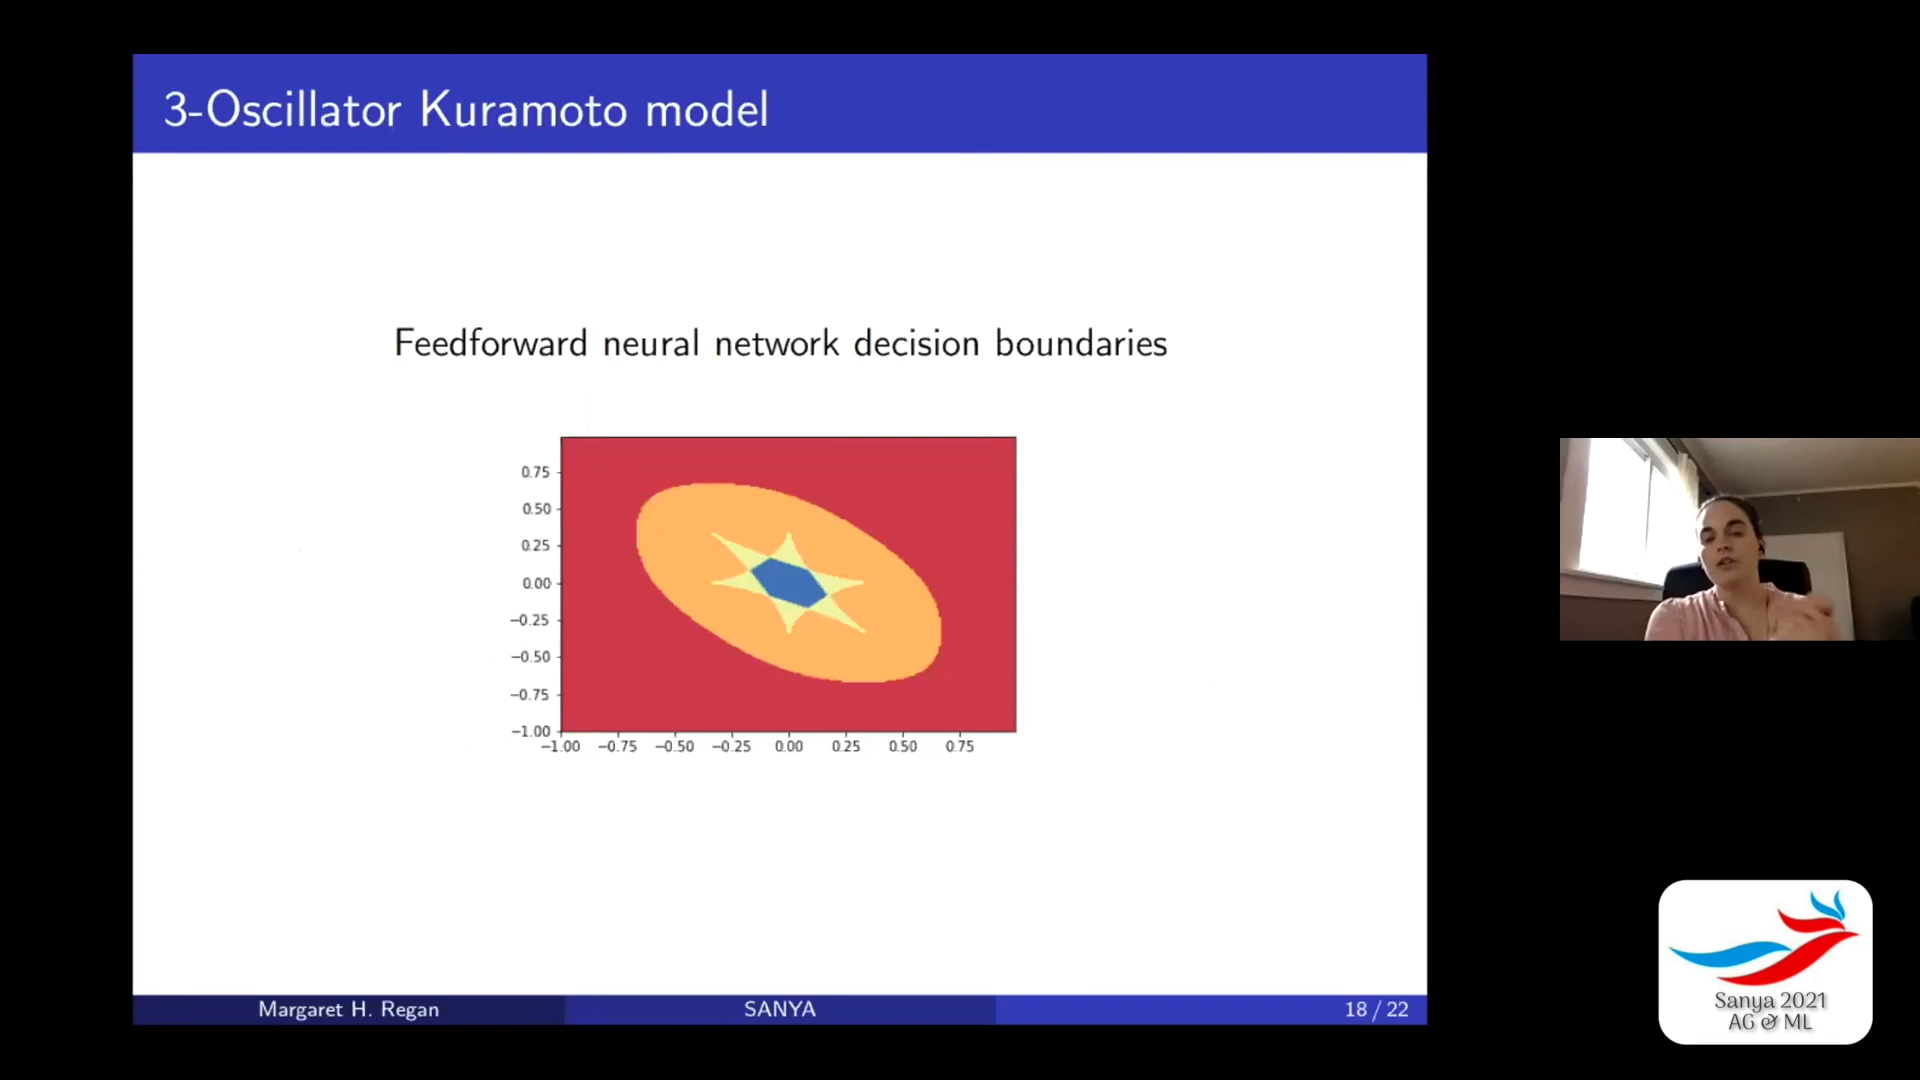 3-Oscillator Kuramoto model
Feedforward neural network decision boundaries
0.75
0.50
0.25
0.00
−0.25
−0.50
−0.75
−1.00
−1.00 −0.75 −0.50 −0.25 0.00 0.25 0.50 0.75
Margaret H. Regan SANYA 18 / 22
Sanya 2021
AG & ML